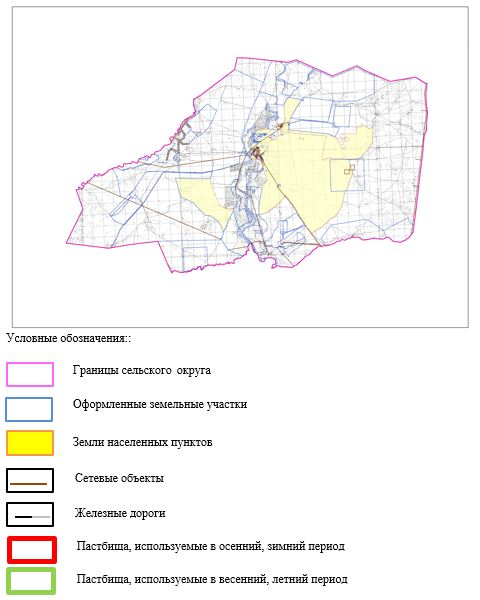 Условные обозначения::
Границы сельского округа
Оформленные земельные участки
Земли населенных пунктов
Сетевые объекты
Железные дороги
Пастбища, используемые в осенний, зимний период
Пастбища, используемые в весенний, летний период